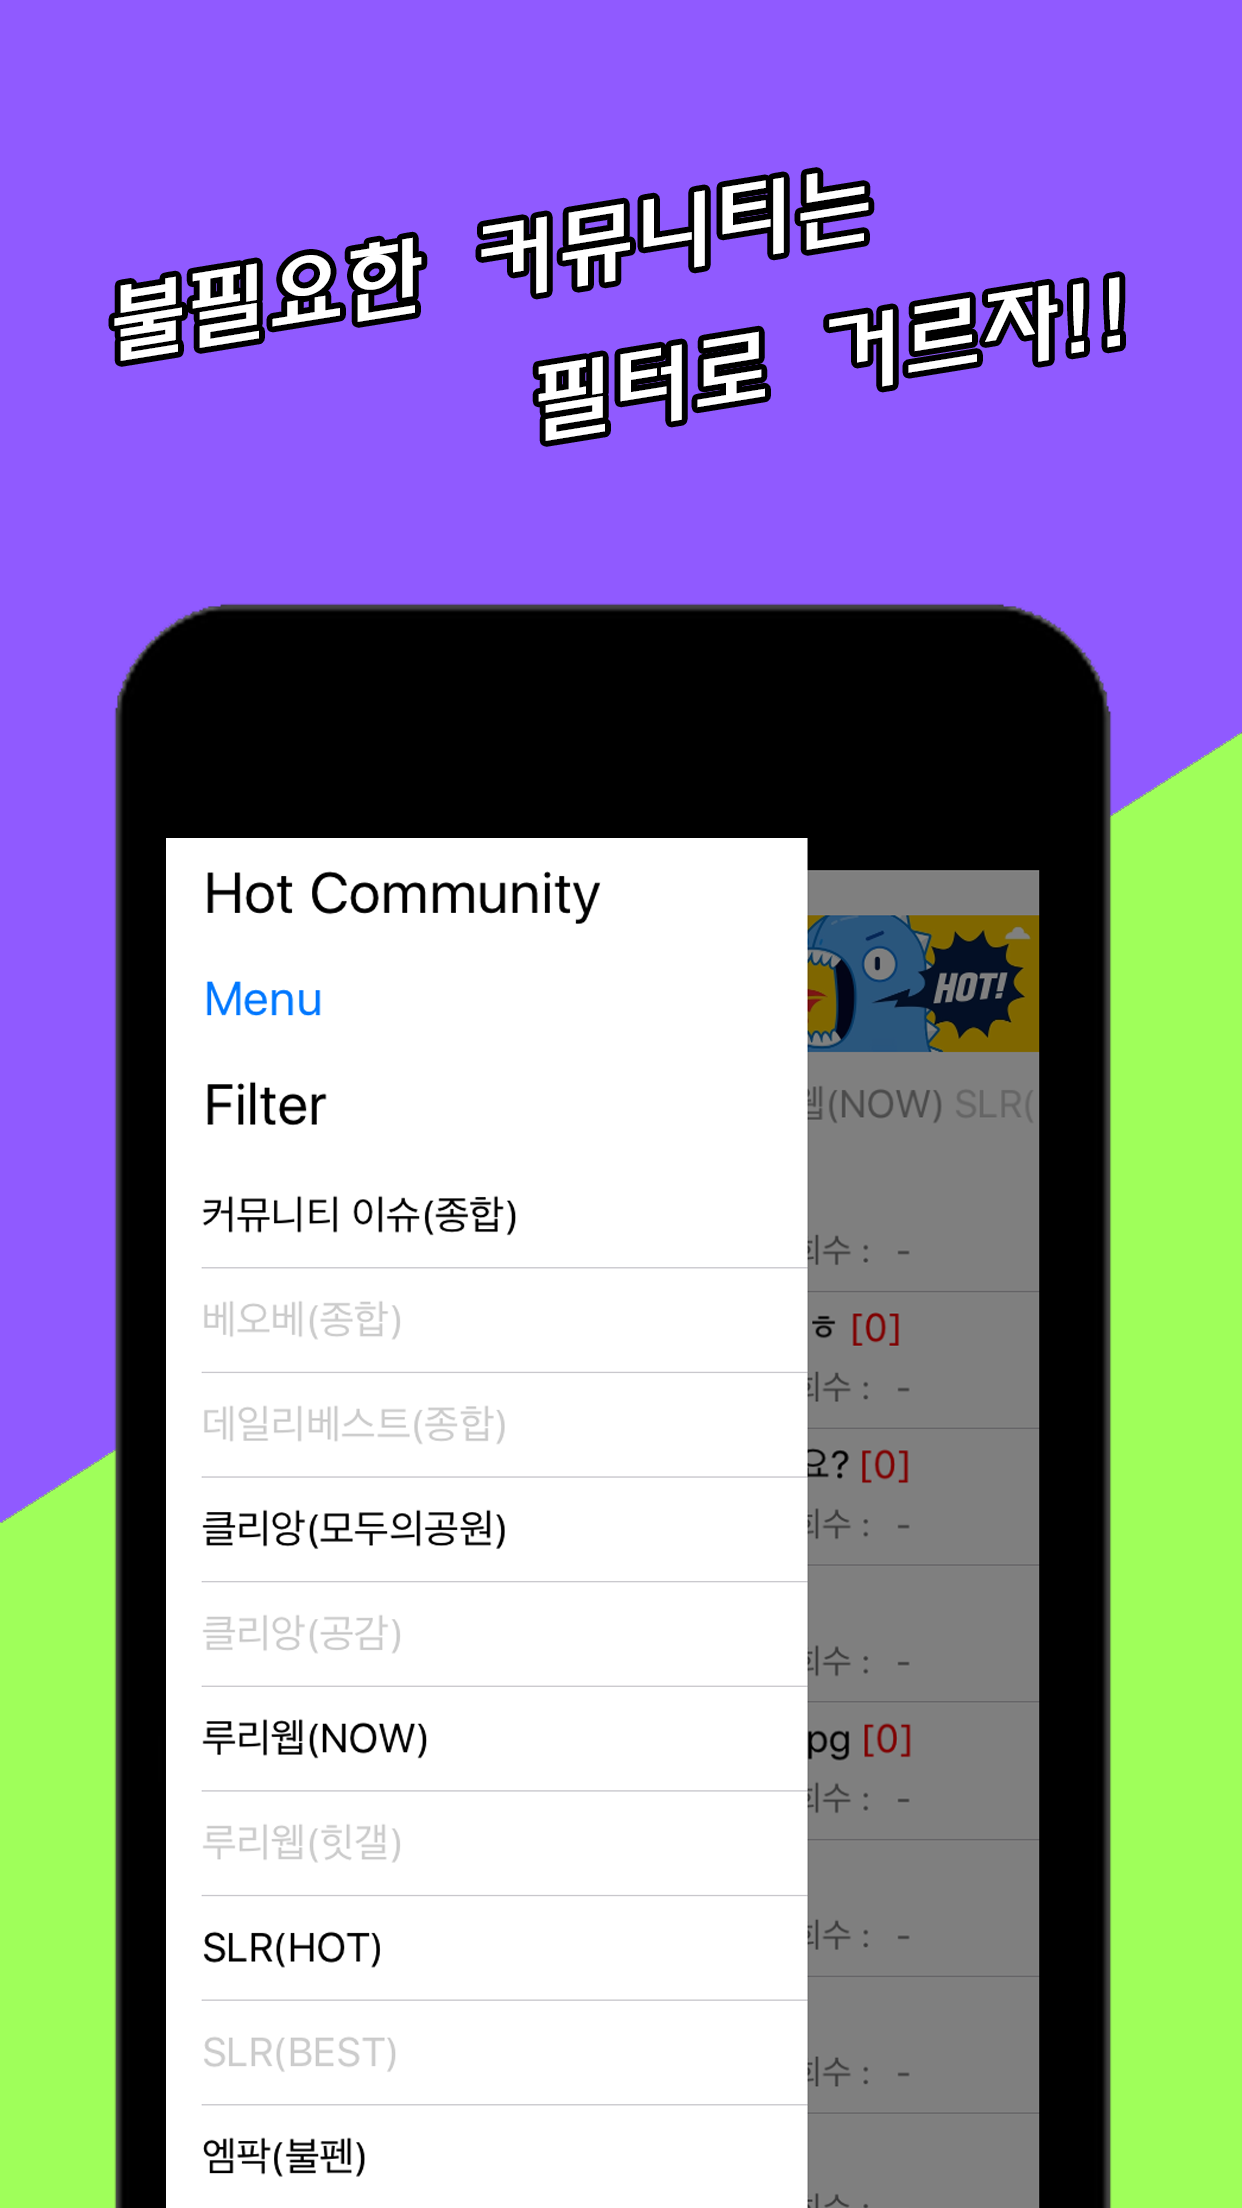 불필요한 커뮤니티는
필터로 거르자!!
Hot Community
Menu
Filter
커뮤니티 이슈(종합)
베오베(종합)
데일리베스트(종합)
클리앙(모두의공원)
클리앙(공감)
루리웹(NOW)
루리웹(힛갤)
SLR(HOT)
SLR(BEST)
엠팍(불펜)
HOT!
웹(NOW) SLR(
회수 : -
ㅎ [0]
회수 : -
요? [0]
회수 : -
회수 : -
pg [0]
회수 : -
회수 : -
회수 : -